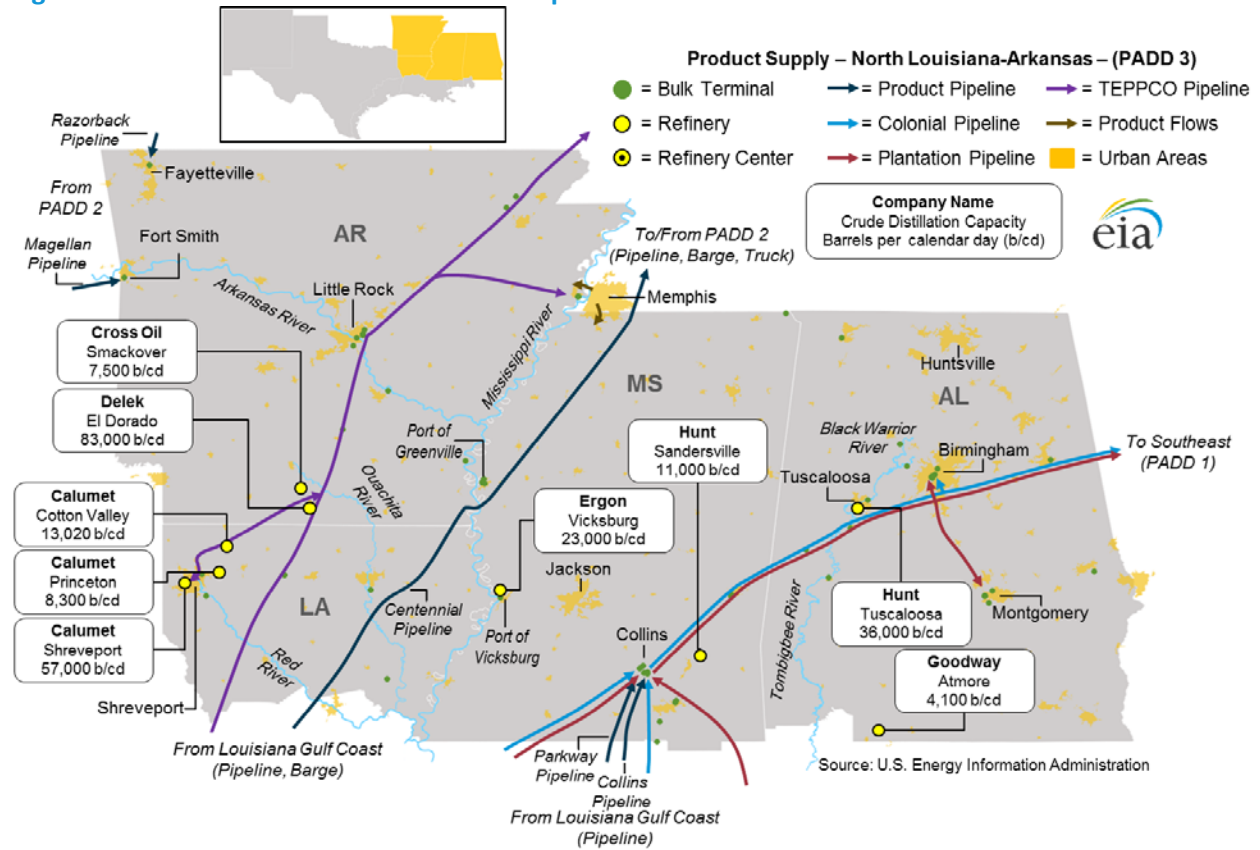 Product Supply – North Louisiana-Arkansas – (PADD 3)
= Bulk Terminal
= Product Pipeline
= TEPPCO Pipeline
= Refinery
= Colonial Pipeline
= Product Flows
= Refinery Center
= Plantation Pipeline
= Urban Areas
Company Name
Crude Distillation Capacity
Barrels per calendar day (b/cd)
eia
Razorback
Pipeline
Fayetteville
From
PADD 2
Magellan
Pipeline
Fort Smith
AR
Arkansas River
Little Rock
To/From PADD 2
(Pipeline, Barge, Truck)
Memphis
Mississippi River
Cross Oil
Smackover
7,500 b/cd
Delek
El Dorado
83,000 b/cd
Calumet
Cotton Valley
13,020 b/cd
Calumet
Princeton
8,300 b/cd
Calumet
Shreveport
57,000 b/cd
Shreveport
LA
Red
River
Ouachita
River
Port of
Greenville
Centennial
Pipeline
Port of
Vicksburg
Ergon
Vicksburg
23,000 b/cd
Jackson
MS
Hunt
Sandersville
11,000 b/cd
Collins
Huntsville
AL
Black Warrior
River
Birmingham
Tuscaloosa
To Southeast
(PADD 1)
Tombigbee River
Hunt
Tuscaloosa
36,000 b/cd
Montgomery
Goodway
Atmore
4,100 b/cd
From Louisiana Gulf Coast
(Pipeline, Barge)
Parkway
Pipeline
Collins
Pipeline
From Louisiana Gulf Coast
(Pipeline)
Source: U.S. Energy Information Administration